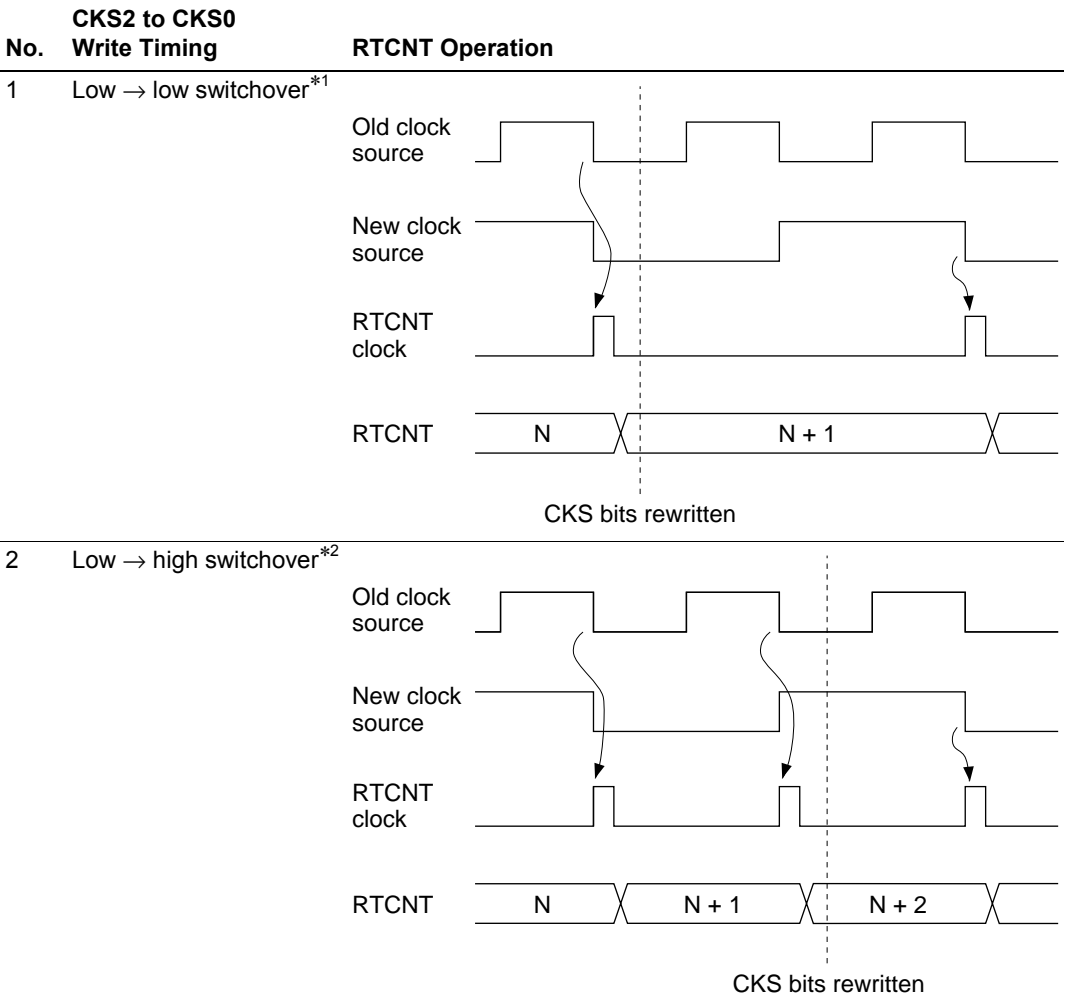 No. CKS2 to CKS0 Write Timing RTCNT Operation
1 Low → low switchover*1
Old clock source
New clock source
RTCNT clock
RTCNT N N + 1
CKS bits rewritten
2 Low → high switchover*2
Old clock source
New clock source
RTCNT clock
RTCNT N N + 1 N + 2
CKS bits rewritten